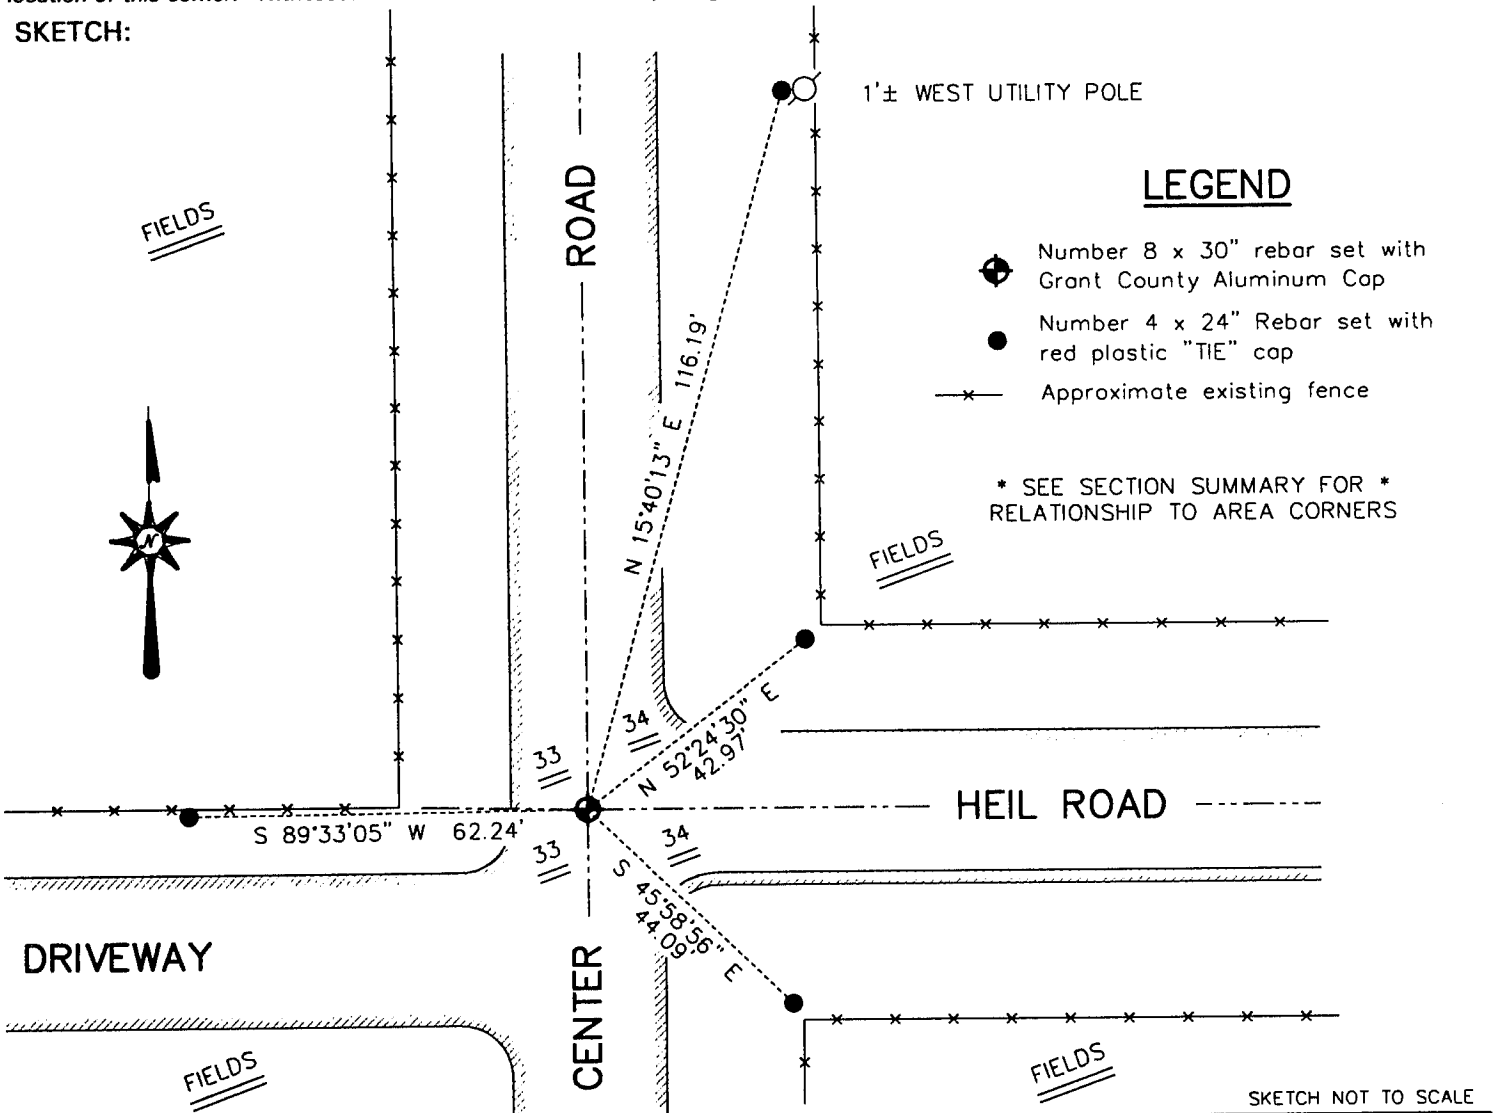 SKETCH:
1'± WEST UTILITY POLE
LEGEND
Number 8 x 30" rebar set with
Grant County Aluminum Cap
Number 4 x 24" Rebar set with
red plastic "TIE" cap
Approximate existing fence
* SEE SECTION SUMMARY FOR *
RELATIONSHIP TO AREA CORNERS
FIELDS
ROAD
N 15°40'13" E 116.19'
N
FIELDS
34
33
N 52°24'30" E
42.97'
HEIL ROAD
S 89°33'05" W 62.24'
33
34
S 45°58'56" E
44.09'
DRIVEWAY
CENTER
FIELDS
FIELDS
SKETCH NOT TO SCALE